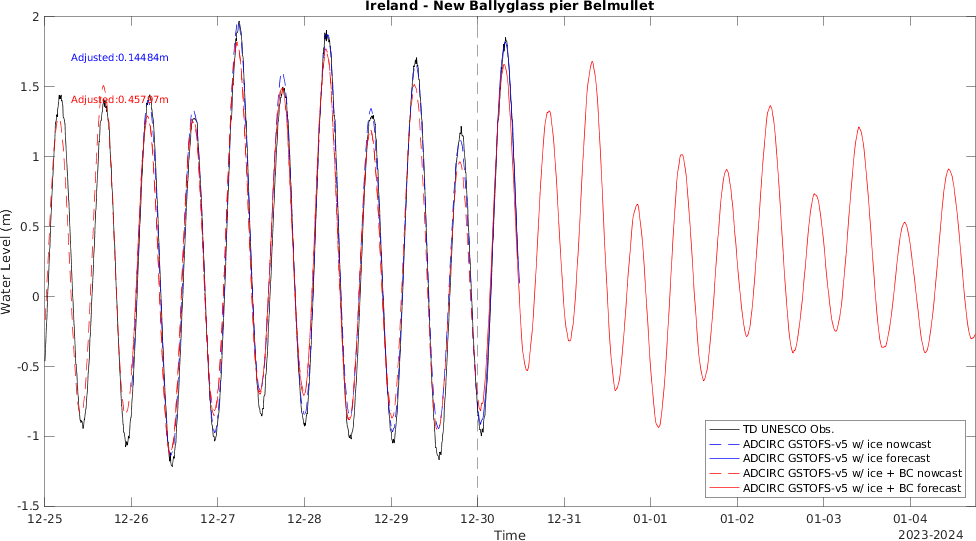 Ireland - New Ballyglass pier Belmullet
2
1.5
1
0.5
0
-0.5
-1
-1.5
Water Level (m)
Adjusted:0.14484m
TD UNESCO Obs.
ADCIRC GSTOFS-v5 w/ ice nowcast
ADCIRC GSTOFS-v5 w/ ice forecast
ADCIRC GSTOFS-v5 w/ ice + BC nowcast
ADCIRC GSTOFS-v5 w/ ice + BC forecast
12-25 12-26 12-27 12-28 12-29 12-30 12-31 01-01 01-02 01-03 01-04
Time
2023-2024